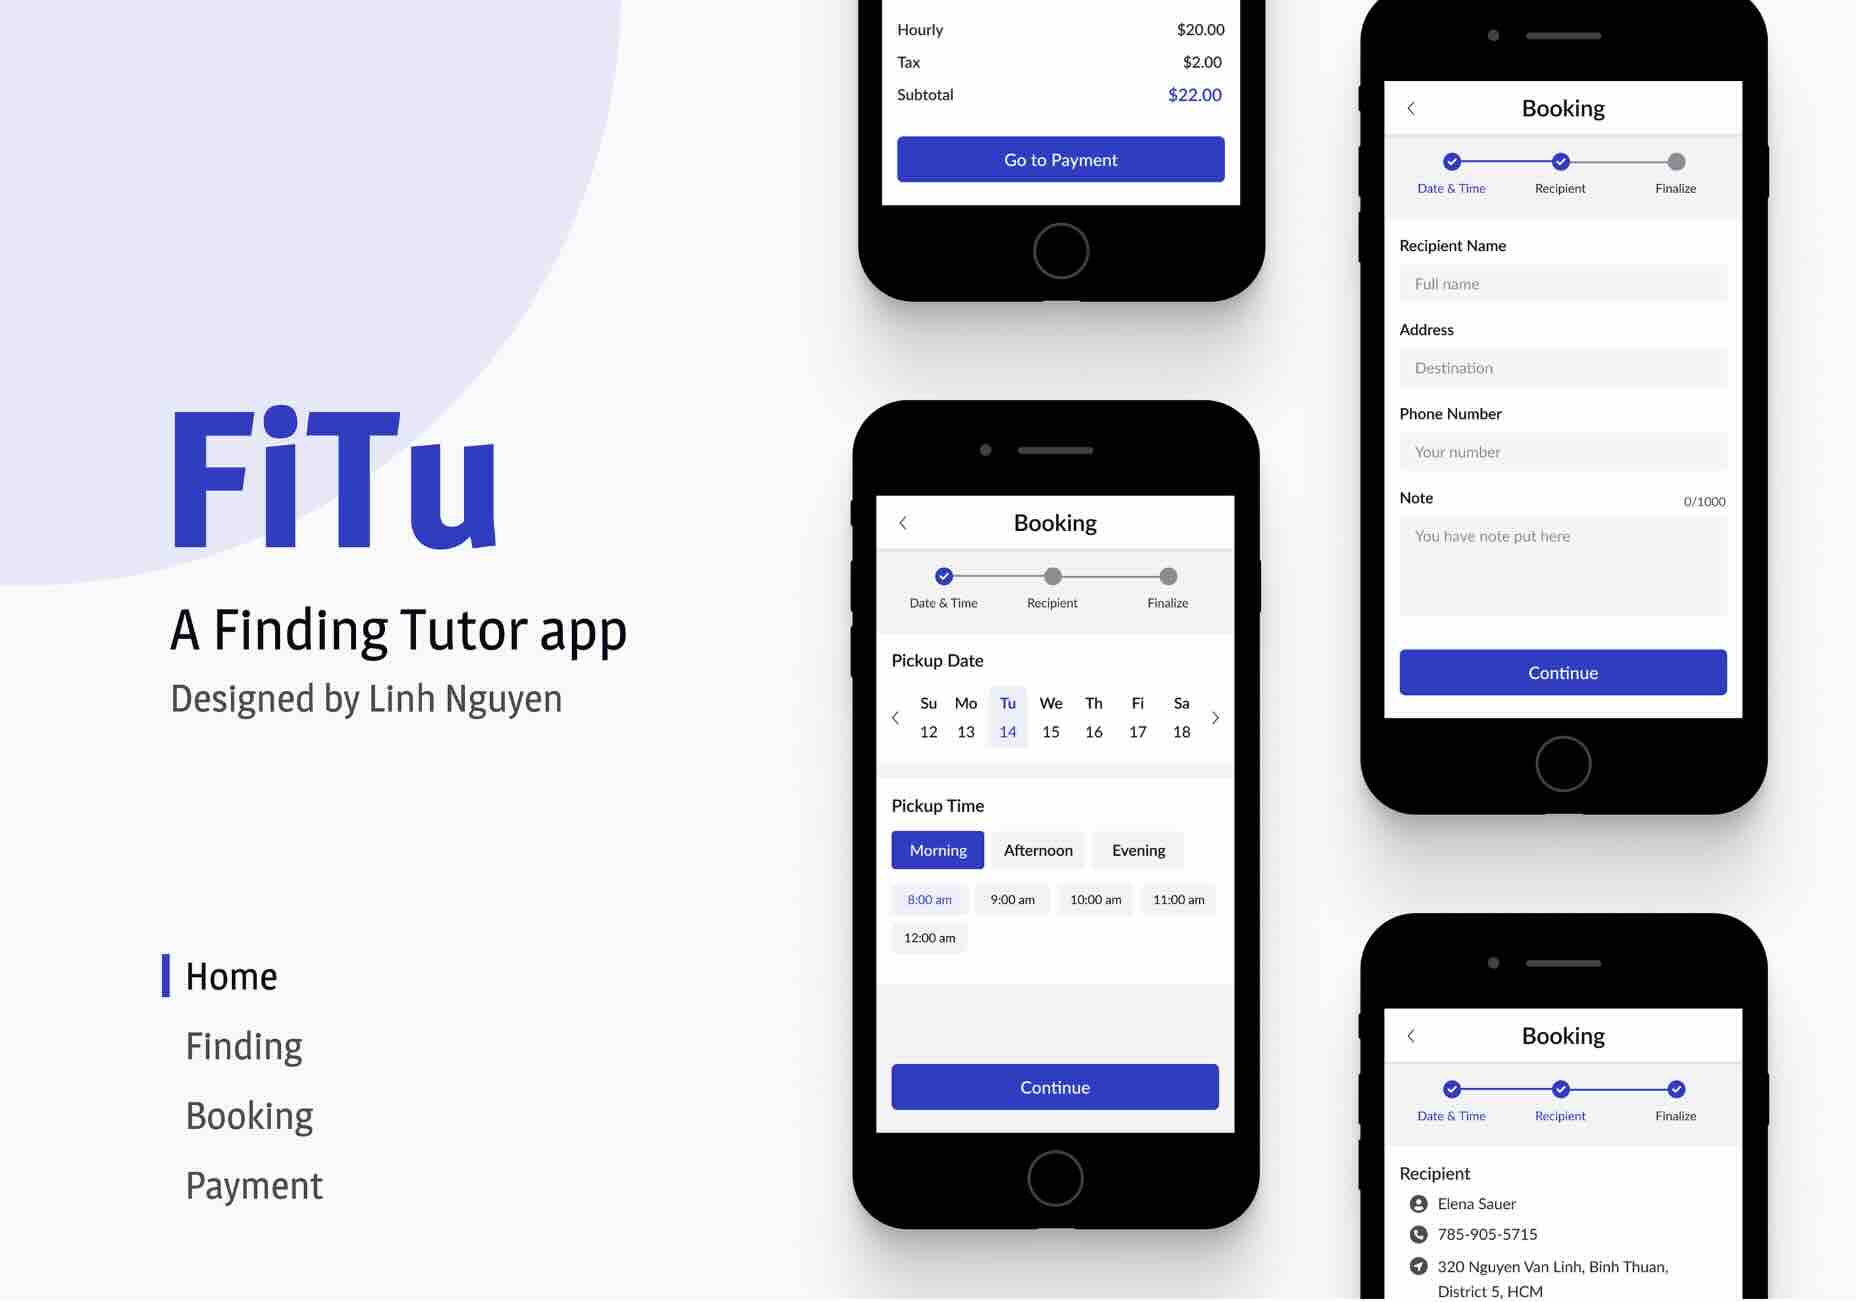 FiTu
A Finding Tutor app
Designed by Linh Nguyen
Home
Finding
Booking
Payment
Hourly $20.00
Tax $2.00
Subtotal $22.00
Go to Payment
Booking
Date & Time Recipient Finalize
Pickup Date
Su Mo Tu We Th Fi Sa
12 13 14 15 16 17 18
Pickup Time
Morning Afternoon Evening
8:00 am 9:00 am 10:00 am 11:00 am
12:00 am
Continue
Booking
Date & Time Recipient Finalize
Recipient Name
Full name
Address
Destination
Phone Number
Your number
Note 0/1000
You have note put here
Continue
Booking
Date & Time Recipient Finalize
Recipient
Elena Sauer
785-905-5715
320 Nguyen Van Linh, Binh Thuan,
District 5, HCM